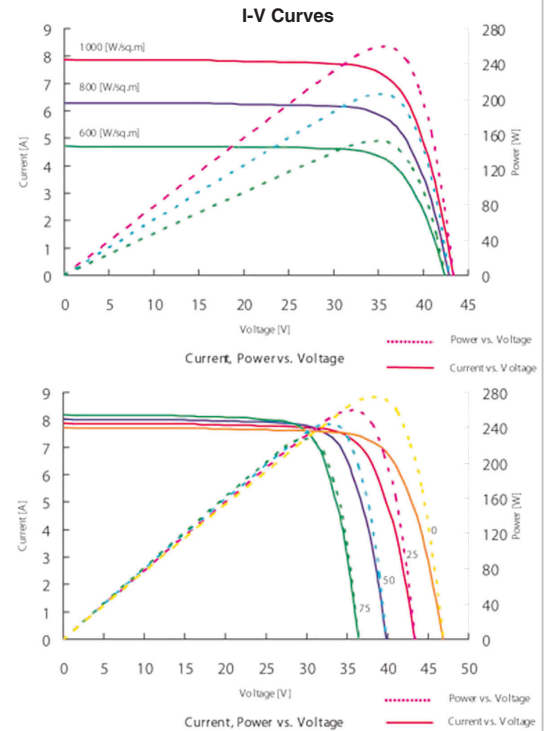 I-V Curves
9 8 7 6 5 4 3 2 1 0
Current [A]
1000 [W/sq.m]
800 [W/sq.m]
600 [W/sq.m]
280 240 200 160 120 80 40 0
Power [W]
0 5 10 15 20 25 30 35 40 45
Voltage [V]
Power vs. Voltage
Current, Power vs. Voltage
Current vs. Voltage
9 8 7 6 5 4 3 2 1 0
Current [A]
0
25
50
75
280 240 200 160 120 80 40 0
Power [W]
0 5 10 15 20 25 30 35 40 45 50
Voltage [V]
Power vs. Voltage
Current, Power vs. Voltage
Current vs. Voltage